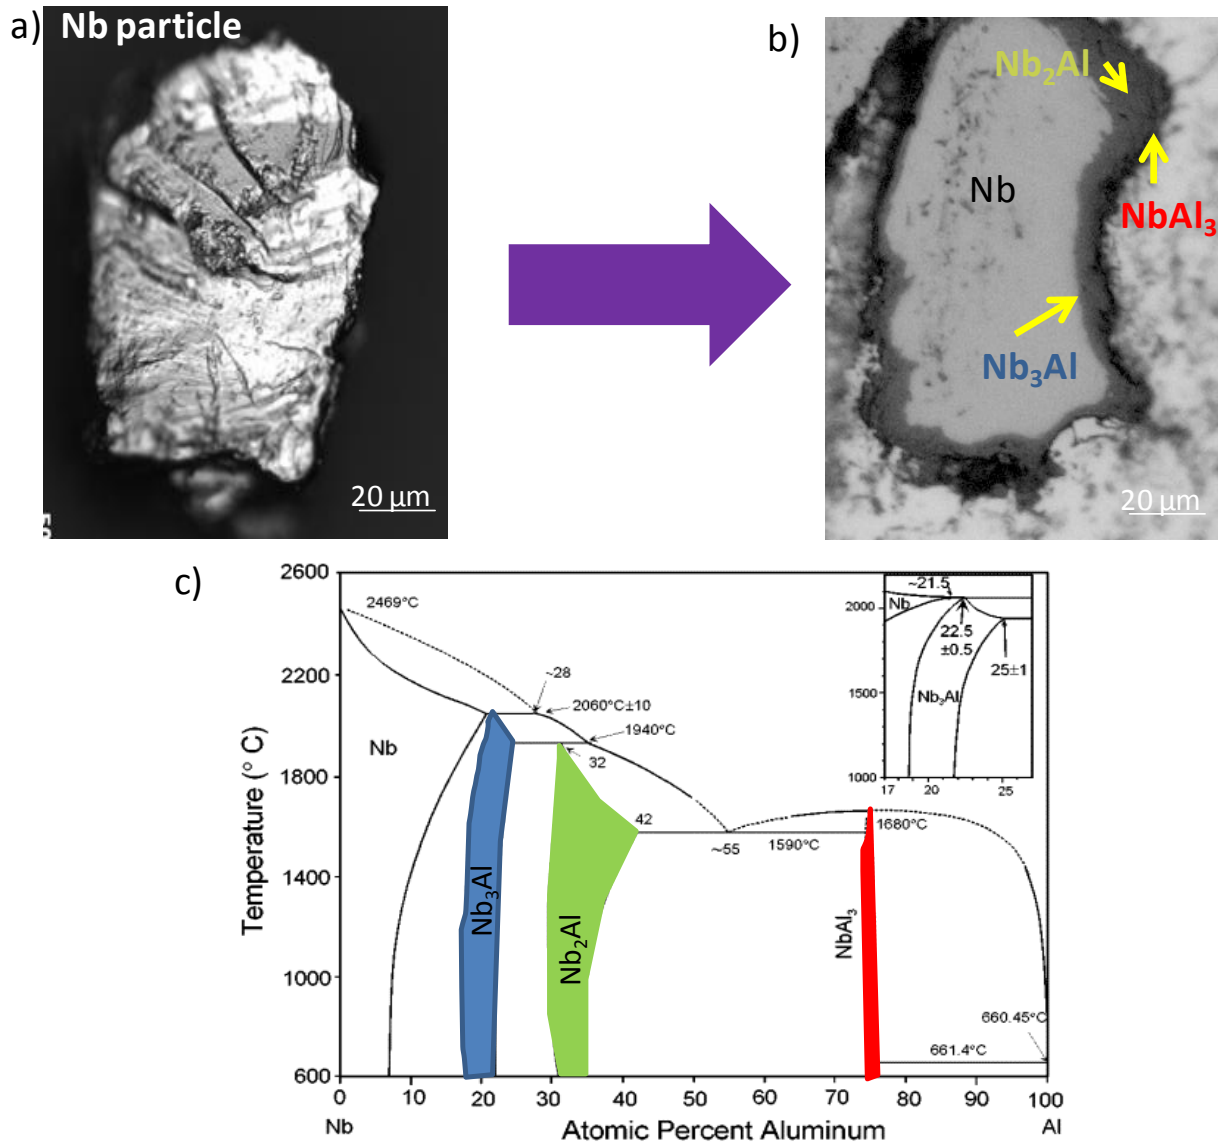 a)
Nb particle
20 µm
b)
Nb₂Al
Nb
NbAl₃
Nb₃Al
20 µm
c)
2600
2200
1800
1400
1000
600
Temperature (° C)
2469°C
~28
2060°C±10
1940°C
32
42
~55
1590°C
1680°C
660.45°C
661.4°C
Nb
Nb₃Al
Nb₂Al
NbAl₃
~21.5
2000
Nb
22.5
±0.5
25±1
1500
Nb₃Al
1000
17
20
25
0 10 20 30 40 50 60 70 80 90 100
Nb Atomic Percent Aluminum Al